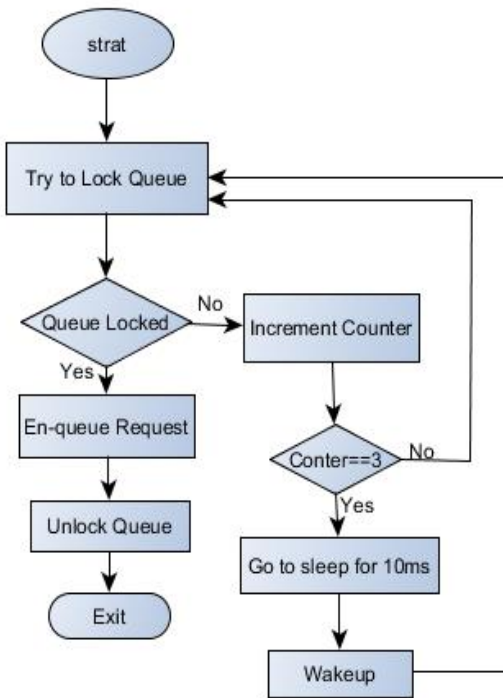 strat
Try to Lock Queue
Queue Locked
No
Increment Counter
Yes
En-queue Request
Conter==3
No
Yes
Unlock Queue
Go to sleep for 10ms
Exit
Wakeup